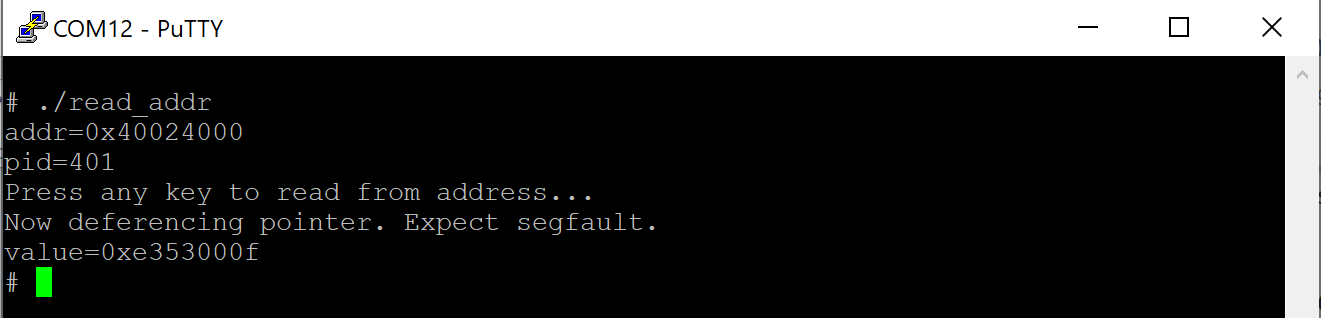 COM12 - PuTTY
# ./read_addr
addr=0x40024000
pid=401
Press any key to read from address...
Now deferencing pointer. Expect segfault.
value=0xe353000f
#